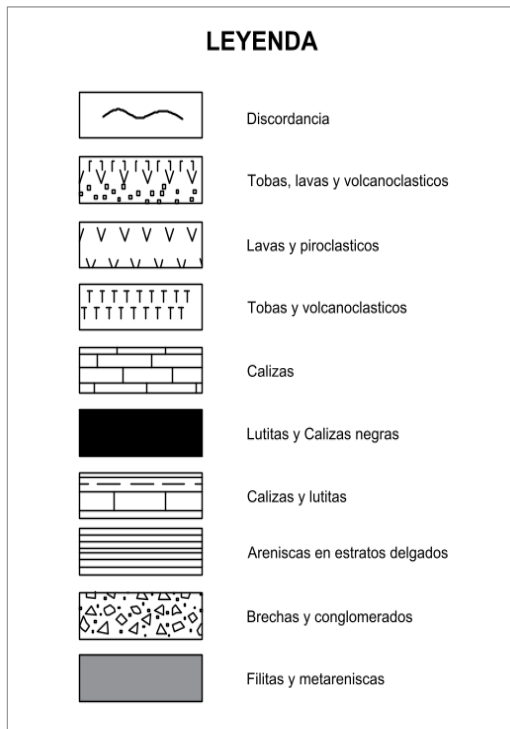 LEYENDA
Discordancia
Tobas, lavas y volcanoclasticos
Lavas y piroclasticos
Tobas y volcanoclasticos
Calizas
Lutitas y Calizas negras
Calizas y lutitas
Areniscas en estratos delgados
Brechas y conglomerados
Filitas y metareniscas